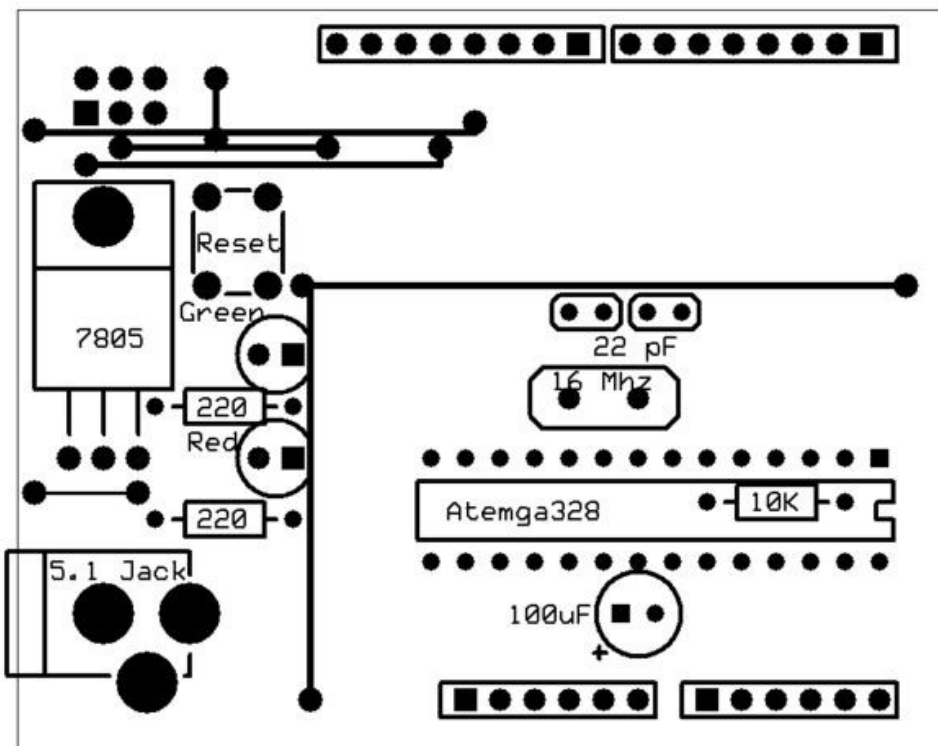 Reset
Green
7805
22 pF
16 Mhz
220
Red
10K
Atemga328
220
5.1 Jack
100uF
+